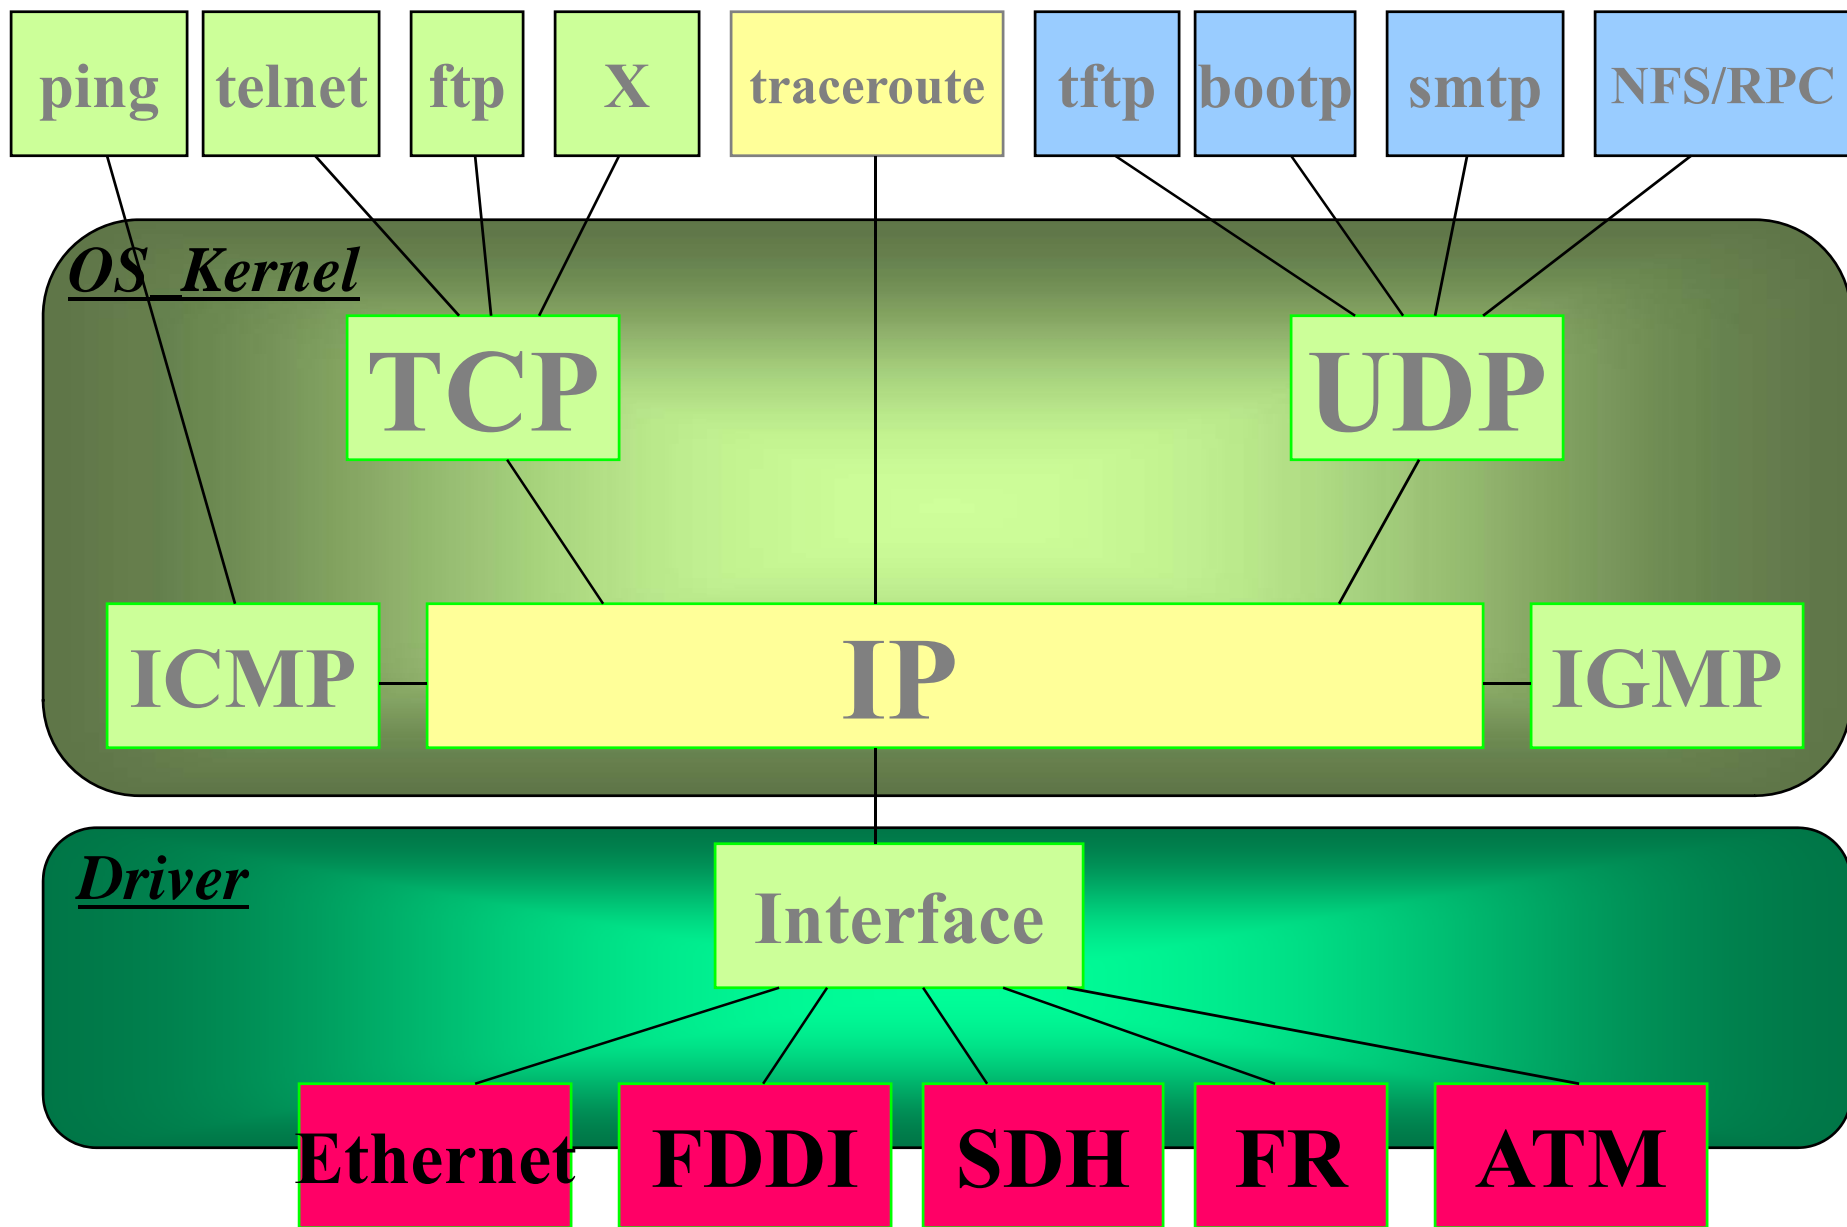 ping telnet ftp X traceroute tftp bootp smtp NFS/RPC
OS_Kernel
TCP UDP
ICMP IP IGMP
Driver
Interface
Ethernet FDDI SDH FR ATM